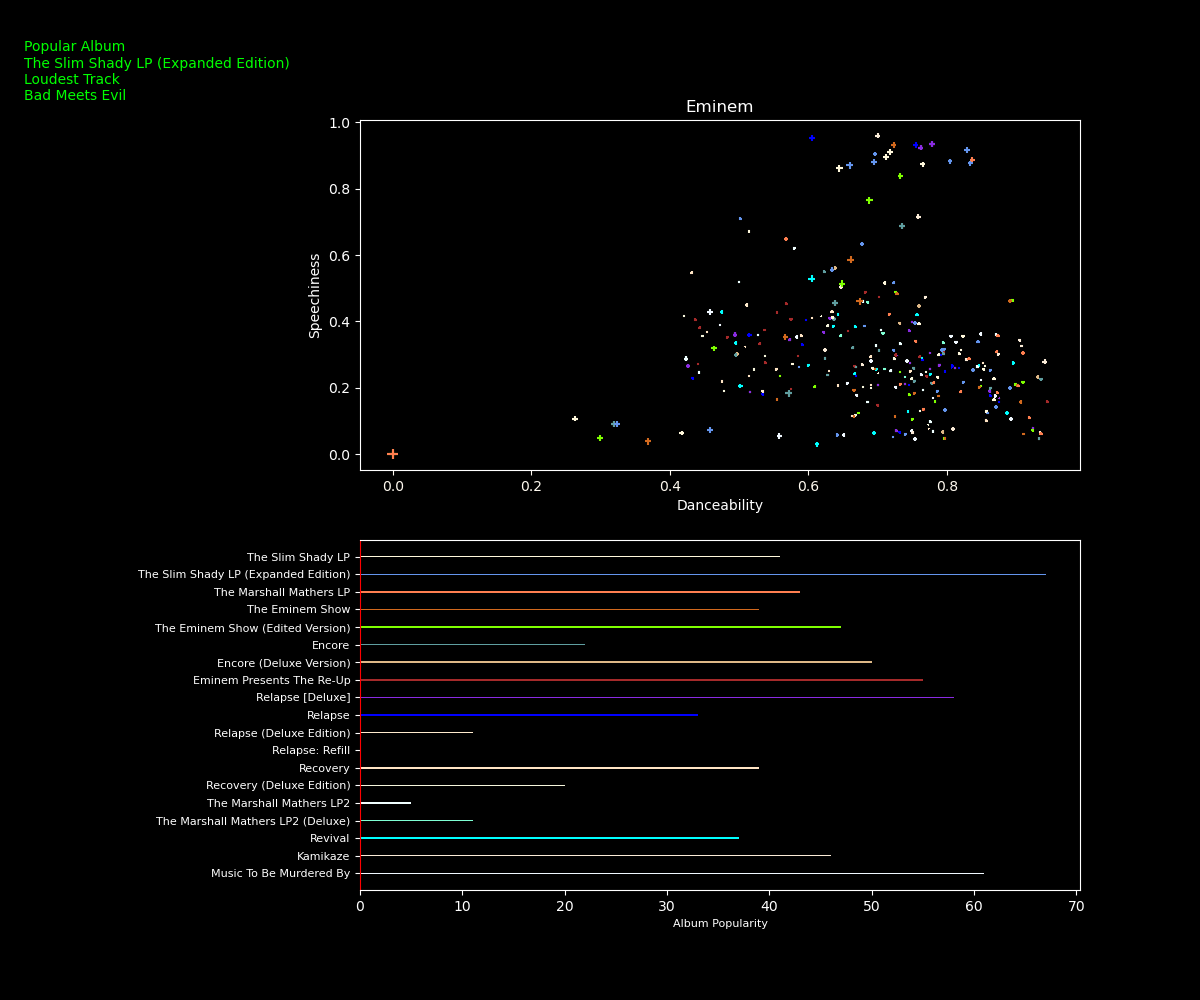 Popular Album
The Slim Shady LP (Expanded Edition)
Loudest Track
Bad Meets Evil
Eminem
1.0
0.8
0.6
0.4
0.2
0.0
Speechiness
0.0 0.2 0.4 0.6 0.8
Danceability
The Slim Shady LP
The Slim Shady LP (Expanded Edition)
The Marshall Mathers LP
The Eminem Show
The Eminem Show (Edited Version)
Encore
Encore (Deluxe Version)
Eminem Presents The Re-Up
Relapse [Deluxe]
Relapse
Relapse (Deluxe Edition)
Relapse: Refill
Recovery
Recovery (Deluxe Edition)
The Marshall Mathers LP2
The Marshall Mathers LP2 (Deluxe)
Revival
Kamikaze
Music To Be Murdered By
0 10 20 30 40 50 60 70
Album Popularity